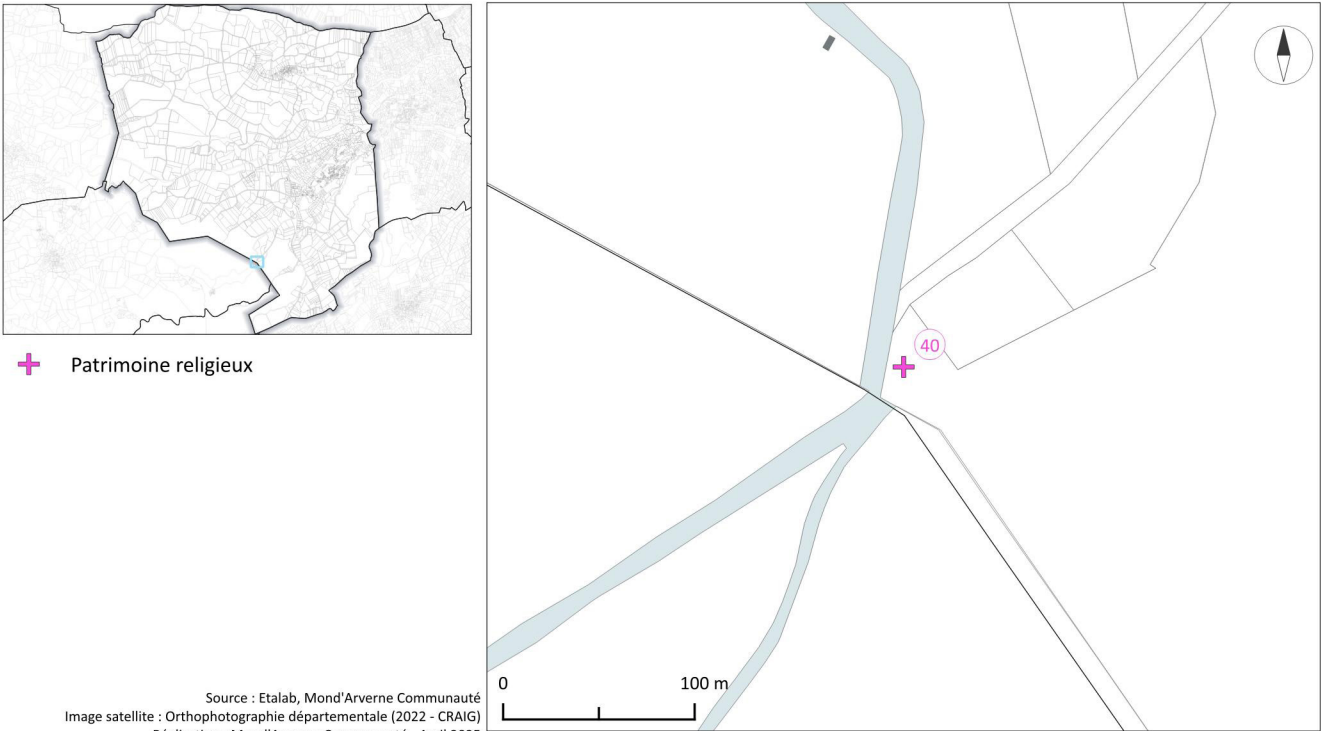 Patrimoine religieux
40
0 100 m
Source : Etalab, Mond'Arverne Communauté
Image satellite : Orthophotographie départementale (2022 - CRAIG)